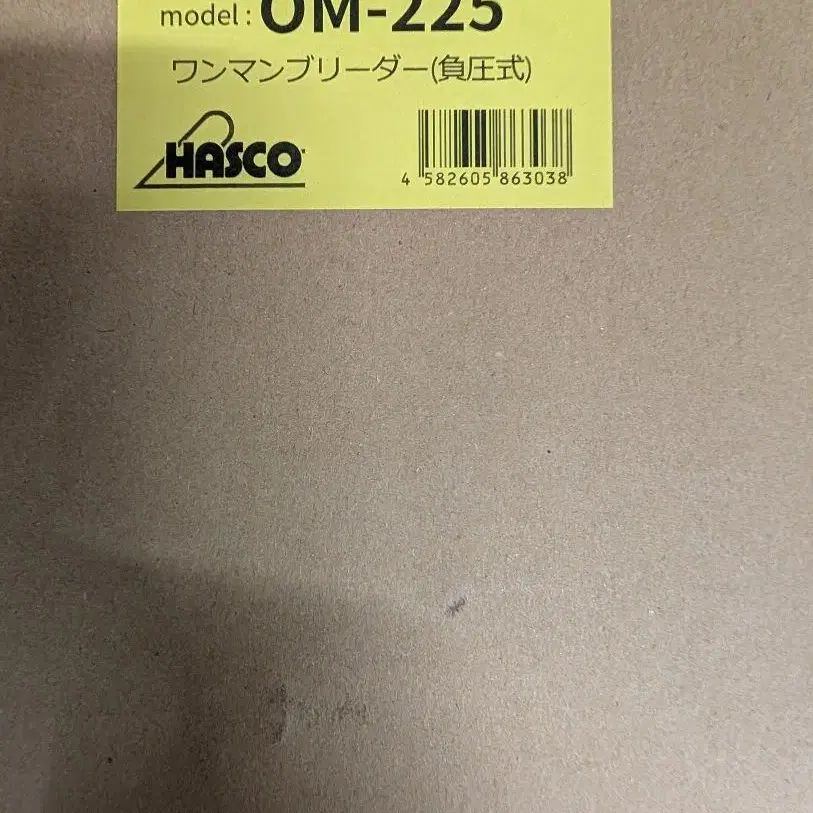 model : OM-225
ワンマンブリーダー(負圧式)
HASCO
4 582605 863038